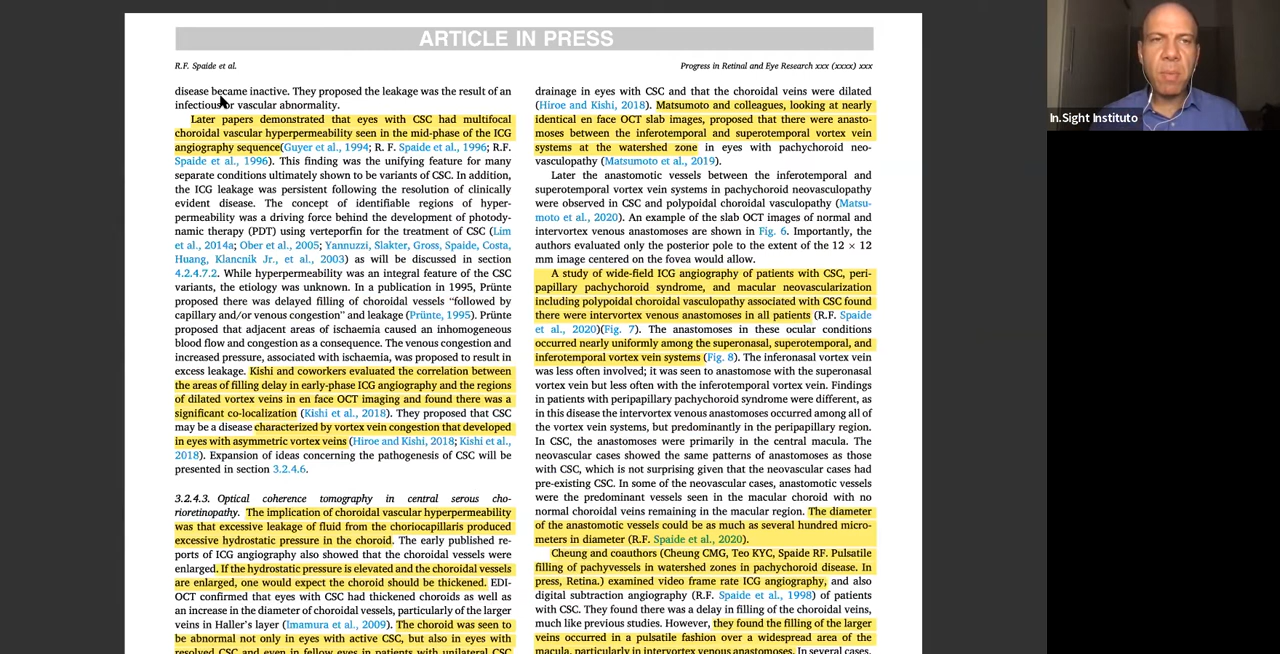 ARTICLE IN PRESS
R.F. Spaide et al.
Progress in Retinal and Eye Research xxx (xxxx) xxx
disease became inactive. They proposed the leakage was the result of an
infectious or vascular abnormality.
Later papers demonstrated that eyes with CSC had multifocal
choroidal vascular hyperpermeability seen in the mid-phase of the ICG
angiography sequence(Guyer et al., 1994; R. F. Spaide et al., 1996; R.F.
Spaide et al., 1996). This finding was the unifying feature for many
separate conditions ultimately shown to be variants of CSC. In addition,
the ICG leakage was persistent following the resolution of clinically
evident disease. The concept of identifiable regions of hyper-
permeability was a driving force behind the development of photody-
namic therapy (PDT) using verteporfin for the treatment of CSC (Lim
et al., 2014a; Ober et al., 2005; Yannuzzi, Slakter, Gross, Spaide, Costa,
Huang, Klancnik Jr., et al., 2003) as will be discussed in section
4.2.4.7.2. While hyperpermeability was an integral feature of the CSC
variants, the etiology was unknown. In a publication in 1995, Prünte
proposed there was delayed filling of choroidal vessels “followed by
capillary and/or venous congestion” and leakage (Prünte, 1995). Prünte
proposed that adjacent areas of ischaemia caused an inhomogeneous
blood flow and congestion as a consequence. The venous congestion and
increased pressure, associated with ischaemia, was proposed to result in
excess leakage. Kishi and coworkers evaluated the correlation between
the areas of filling delay in early-phase ICG angiography and the regions
of dilated vortex veins in en face OCT imaging and found there was a
significant co-localization (Kishi et al., 2018). They proposed that CSC
may be a disease characterized by vortex vein congestion that developed
in eyes with asymmetric vortex veins (Hiroe and Kishi, 2018; Kishi et al.,
2018). Expansion of ideas concerning the pathogenesis of CSC will be
presented in section 3.2.4.6.
3.2.4.3. Optical coherence tomography in central serous cho-
rioretinopathy. The implication of choroidal vascular hyperpermeability
was that excessive leakage of fluid from the choriocapillaris produced
excessive hydrostatic pressure in the choroid. The early published re-
ports of ICG angiography also showed that the choroidal vessels were
enlarged. If the hydrostatic pressure is elevated and the choroidal vessels
are enlarged, one would expect the choroid should be thickened. EDI-
OCT confirmed that eyes with CSC had thickened choroids as well as
an increase in the diameter of choroidal vessels, particularly of the larger
veins in Haller’s layer (Imamura et al., 2009). The choroid was seen to
be abnormal not only in eyes with active CSC, but also in eyes with
resolved CSC and even in fellow eyes in patients with unilateral CSC
drainage in eyes with CSC and that the choroidal veins were dilated
(Hiroe and Kishi, 2018). Matsumoto and colleagues, looking at nearly
identical en face OCT slab images, proposed that there were anasto-
moses between the inferotemporal and superotemporal vortex vein
systems at the watershed zone in eyes with pachychoroid neo-
vasculopathy (Matsumoto et al., 2019).
Later the anastomotic vessels between the inferotemporal and
superotemporal vortex vein systems in pachychoroid neovasculopathy
were observed in CSC and polypoidal choroidal vasculopathy (Matsu-
moto et al., 2020). An example of the slab OCT images of normal and
intervortex venous anastomoses are shown in Fig. 6. Importantly, the
authors evaluated only the posterior pole to the extent of the 12 × 12
mm image centered on the fovea would allow.
A study of wide-field ICG angiography of patients with CSC, peri-
papillary pachychoroid syndrome, and macular neovascularization
including polypoidal choroidal vasculopathy associated with CSC found
there were intervortex venous anastomoses in all patients (R.F. Spaide
et al., 2020)(Fig. 7). The anastomoses in these ocular conditions
occurred nearly uniformly among the superonasal, superotemporal, and
inferotemporal vortex vein systems (Fig. 8). The inferonasal vortex vein
was less often involved; it was seen to anastomose with the superonasal
vortex vein but less often with the inferotemporal vortex vein. Findings
in patients with peripapillary pachychoroid syndrome were different, as
in this disease the intervortex venous anastomoses occurred among all of
the vortex vein systems, but predominantly in the peripapillary region.
In CSC, the anastomoses were primarily in the central macula. The
neovascular cases showed the same patterns of anastomoses as those
with CSC, which is not surprising given that the neovascular cases had
pre-existing CSC. In some of the neovascular cases, anastomotic vessels
were the predominant vessels seen in the macular choroid with no
normal choroidal veins remaining in the macular region. The diameter
of the anastomotic vessels could be as much as several hundred micro-
meters in diameter (R.F. Spaide et al., 2020).
Cheung and coauthors (Cheung CMG, Teo KYC, Spaide RF. Pulsatile
filling of pachyvessels in watershed zones in pachychoroid disease. In
press, Retina.) examined video frame rate ICG angiography, and also
digital subtraction angiography (R.F. Spaide et al., 1998) of patients
with CSC. They found there was a delay in filling of the choroidal veins,
much like previous studies. However, they found the filling of the larger
veins occurred in a pulsatile fashion over a widespread area of the
macula, particularly in intervortex venous anastomoses. In several cases,
In.Sight Instituto